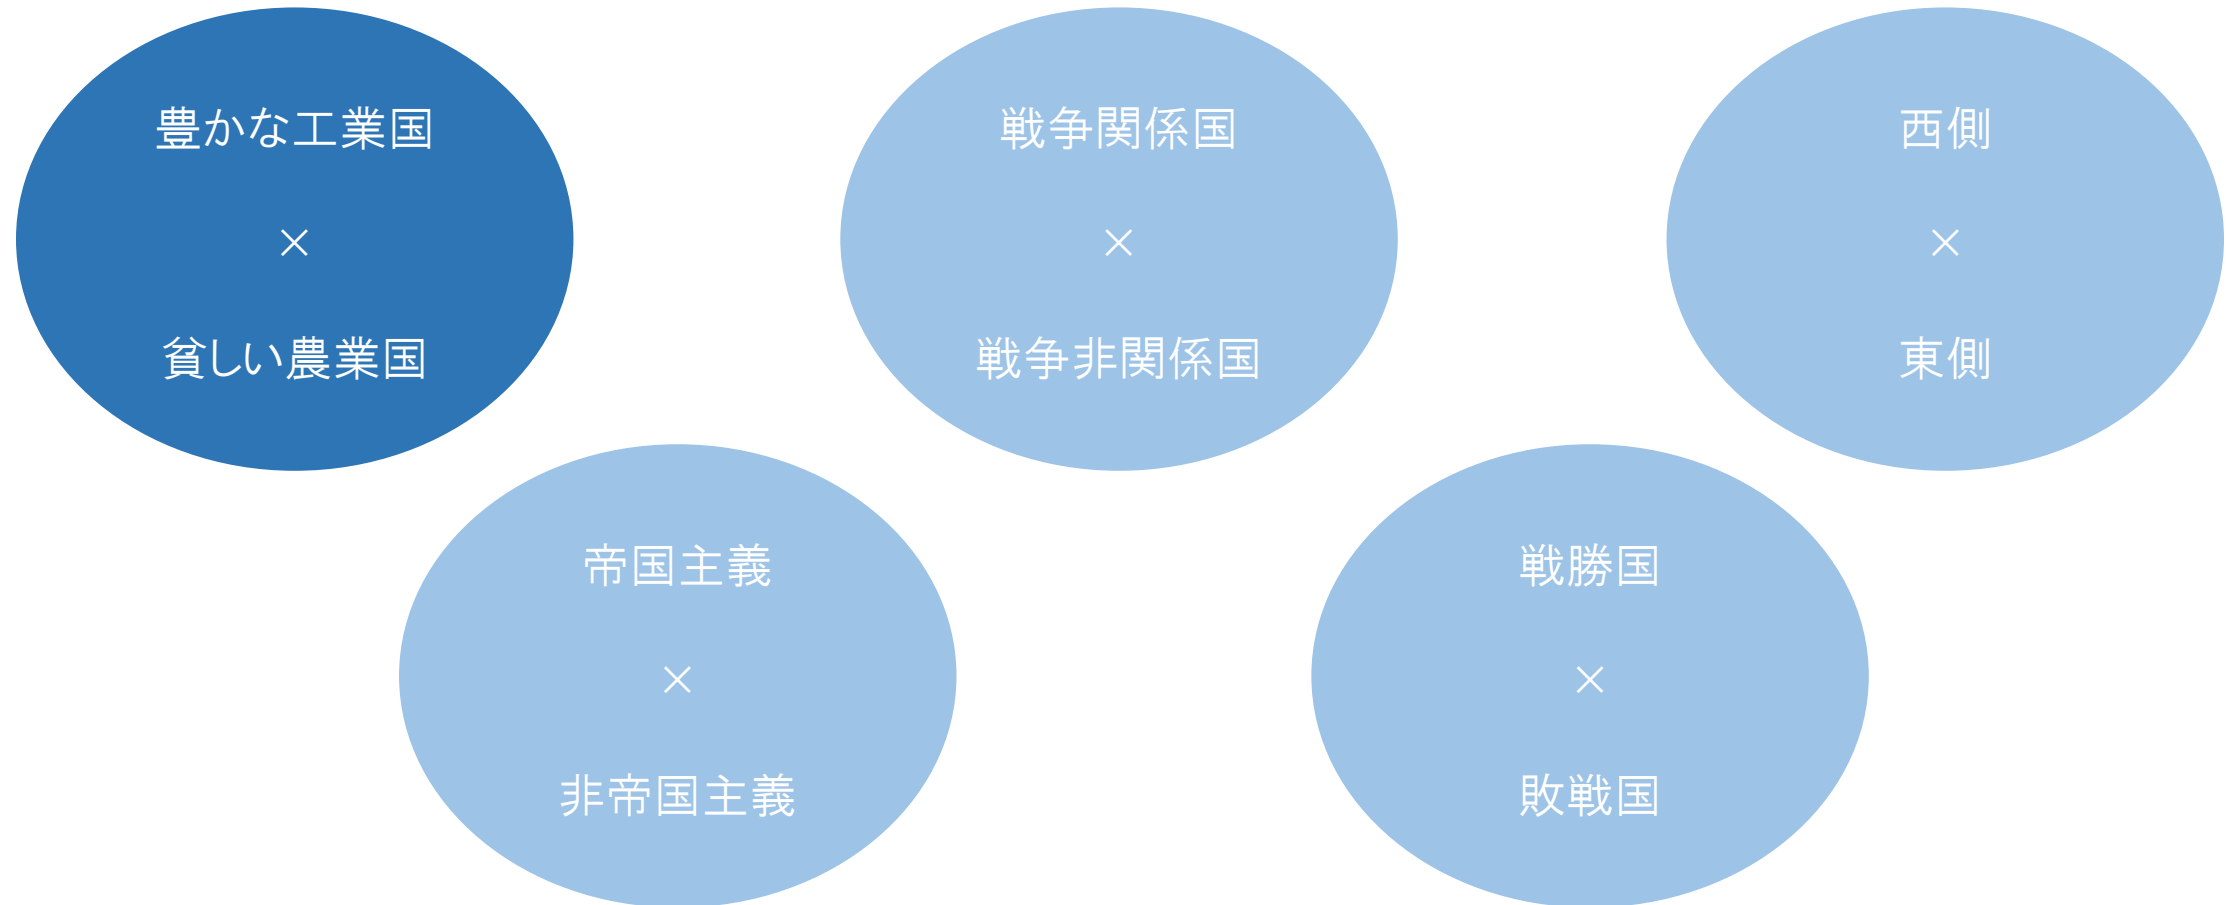 豊かな工業国
×
貧しい農業国
戦争関係国
×
戦争非関係国
西側
×
東側
帝国主義
×
非帝国主義
戦勝国
×
敗戦国